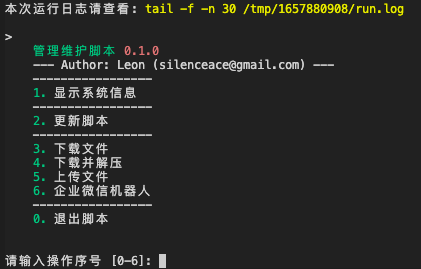 本次运行日志请查看: tail -f -n 30 /tmp/1657880908/run.log
>
管理维护脚本 0.1.0
--- Author: Leon (silenceace@gmail.com) ---
-----------------
1. 显示系统信息
-----------------
2. 更新脚本
-----------------
3. 下载文件
4. 下载并解压
5. 上传文件
6. 企业微信机器人
-----------------
0. 退出脚本
请输入操作序号 [0-6]: